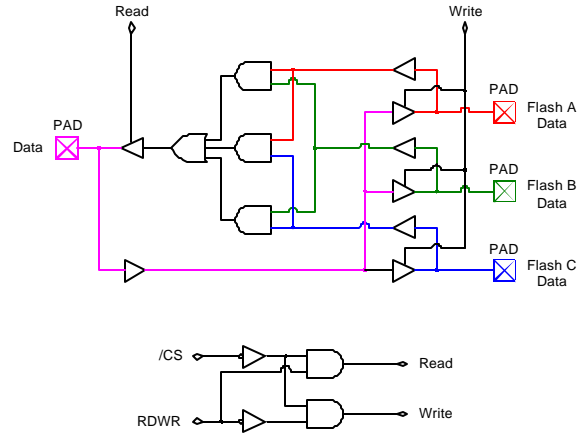 Read
Write
PAD
Flash A
Data
PAD
Data
PAD
Flash B
Data
PAD
Flash C
Data
/CS
Read
RDWR
Write